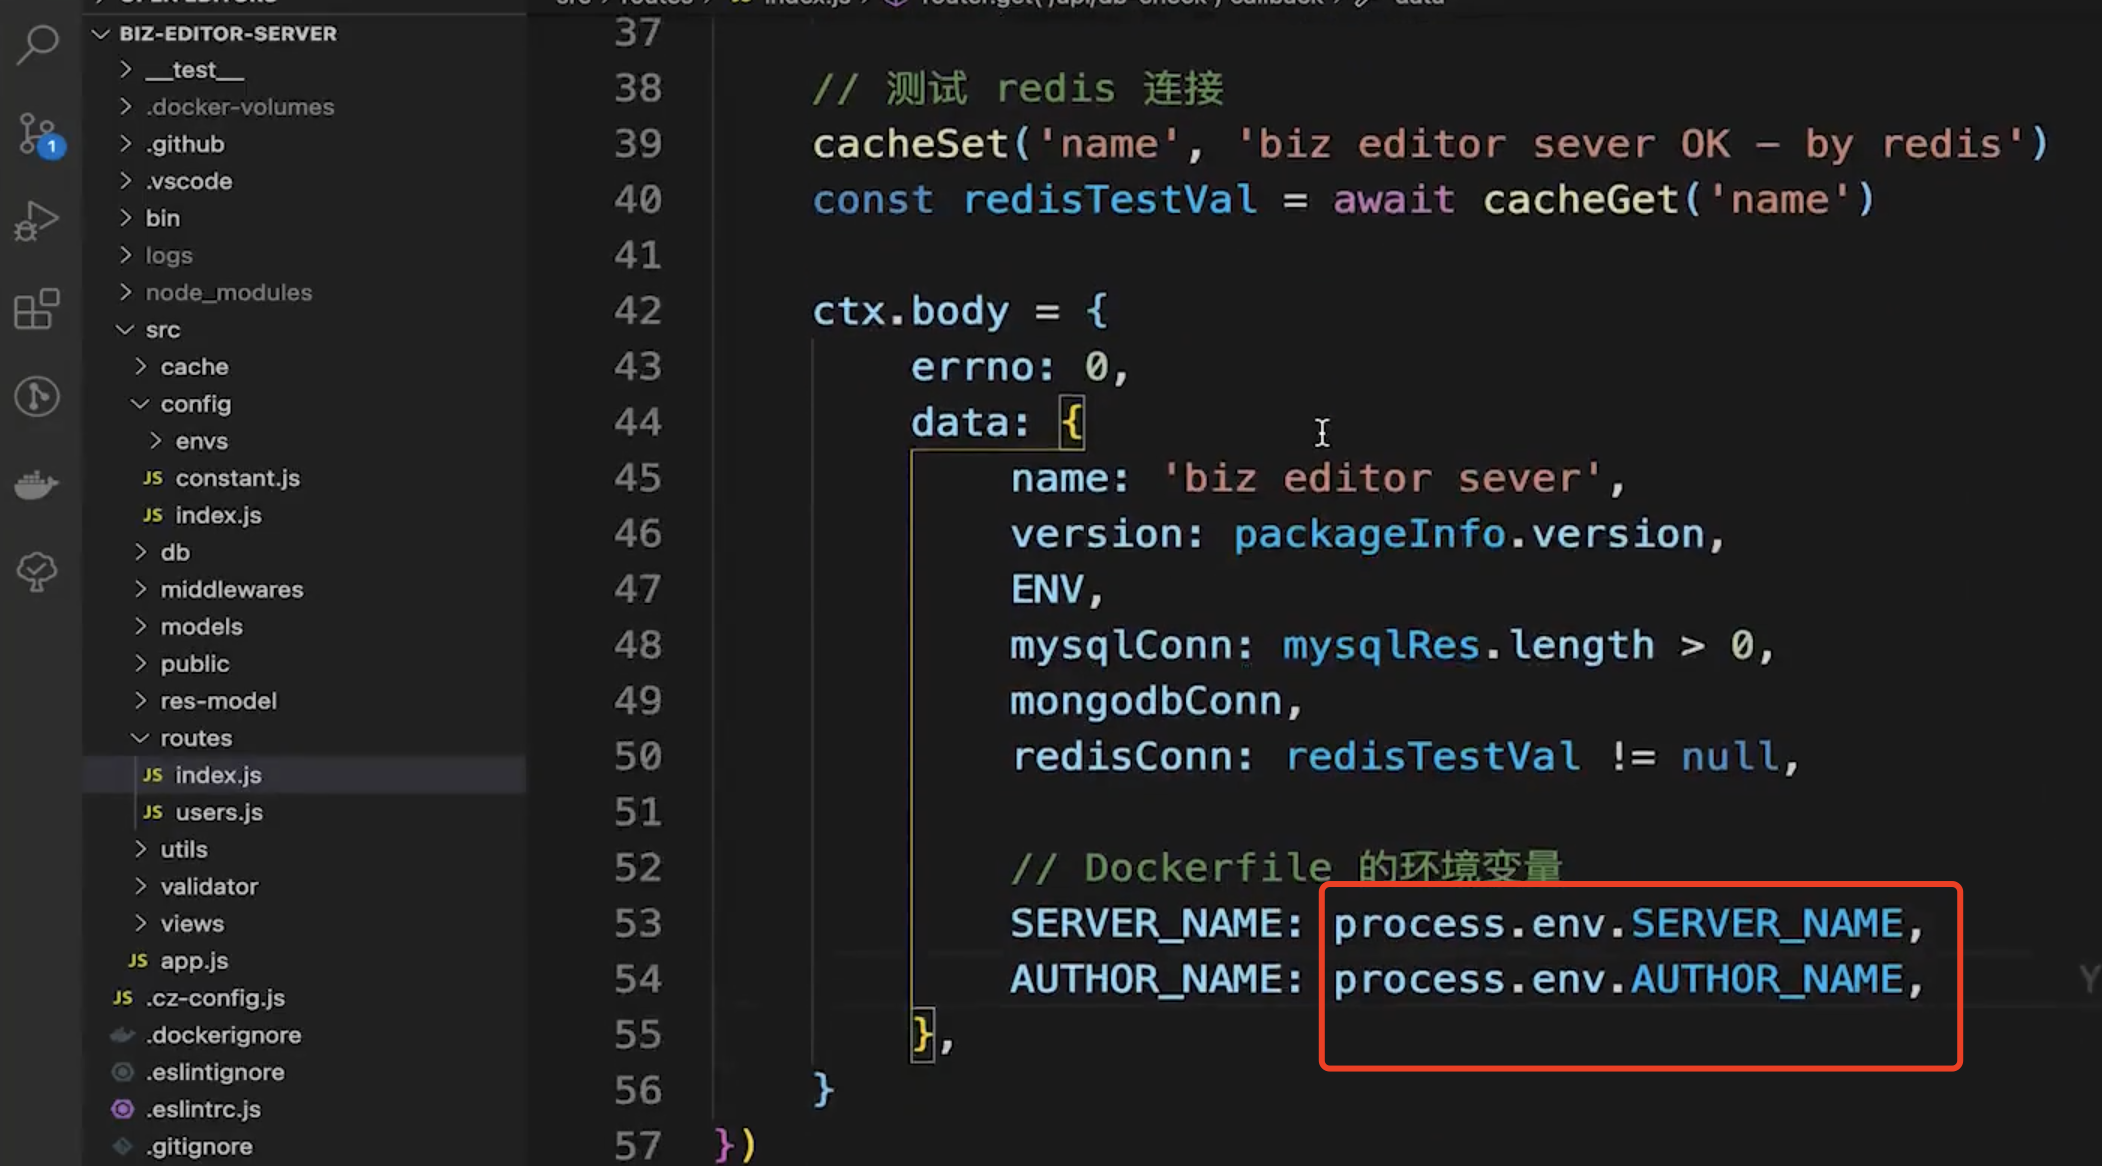 BIZ-EDITOR-SERVER
__test__
.docker-volumes
.github
.vscode
bin
logs
node_modules
src
cache
config
envs
JS constant.js
JS index.js
db
middlewares
models
public
res-model
routes
JS index.js
JS users.js
utils
validator
views
JS app.js
JS .cz-config.js
.dockerignore
.eslintignore
.eslintrc.js
.gitignore
1
37
38 // 测试 redis 连接
39 cacheSet('name', 'biz editor sever OK – by redis')
40 const redisTestVal = await cacheGet('name')
41
42 ctx.body = {
43 errno: 0,
44 data: {
45 name: 'biz editor sever',
46 version: packageInfo.version,
47 ENV,
48 mysqlConn: mysqlRes.length > 0,
49 mongodbConn,
50 redisConn: redisTestVal != null,
51
52 // Dockerfile 的环境变量
53 SERVER_NAME: process.env.SERVER_NAME,
54 AUTHOR_NAME: process.env.AUTHOR_NAME,
55 },
56 }
57 })